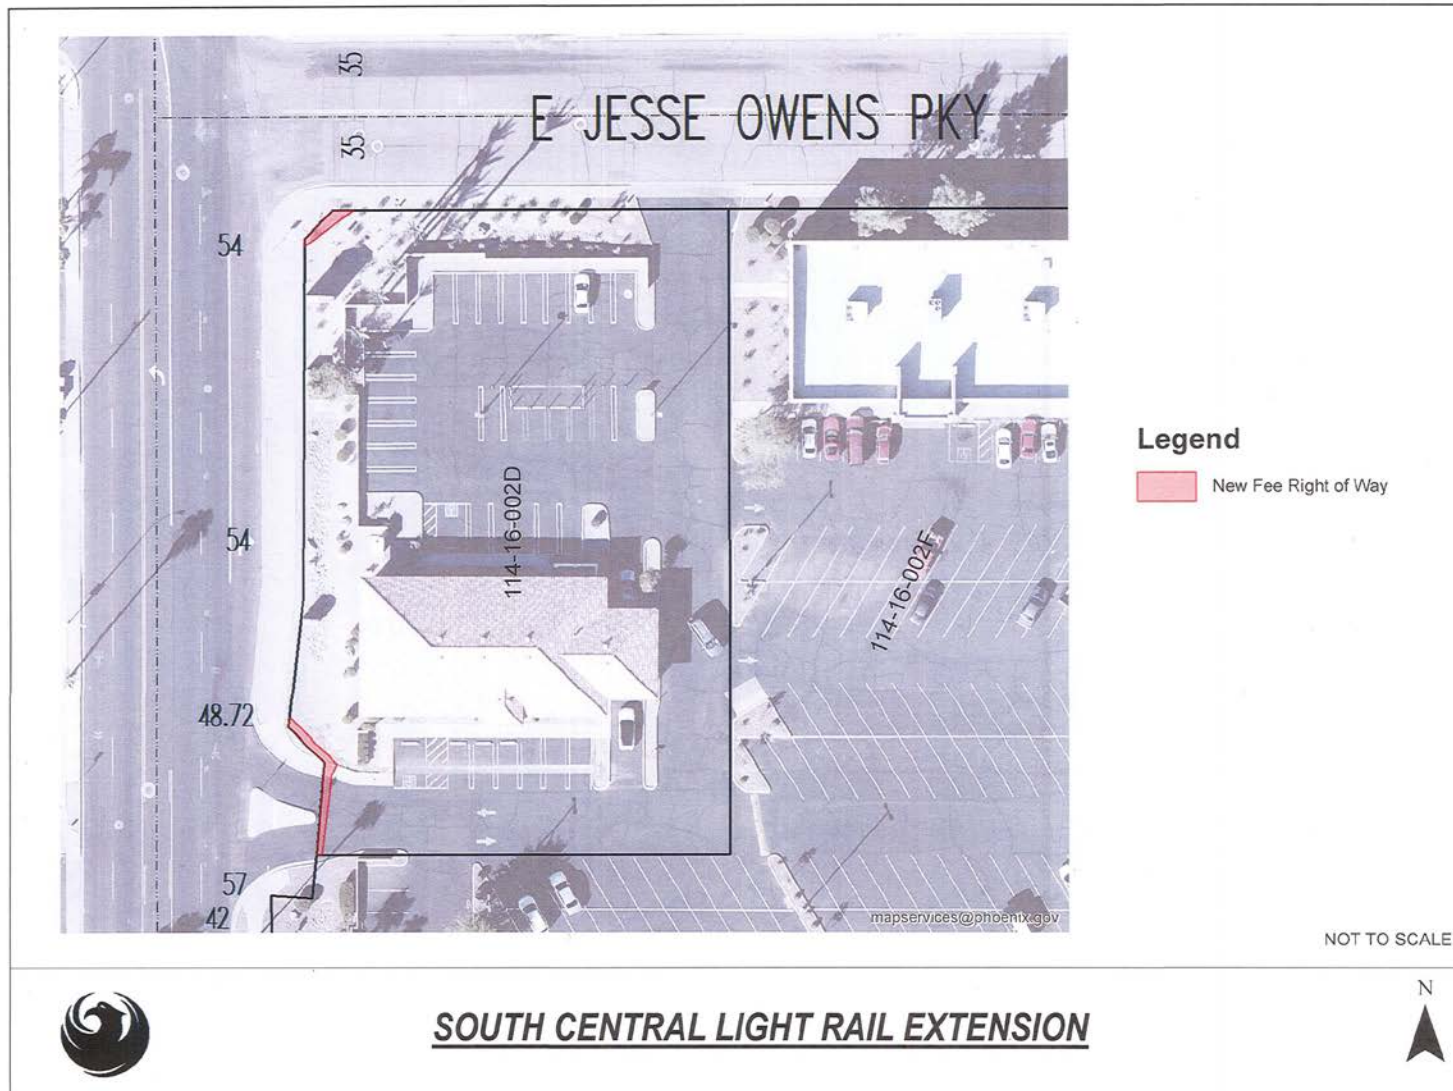 35
35
E JESSE OWENS PKY
54
54
48.72
57
42
114-16-002D
114-16-002F
mapservices@phoenix.gov
Legend
New Fee Right of Way
NOT TO SCALE
SOUTH CENTRAL LIGHT RAIL EXTENSION
N